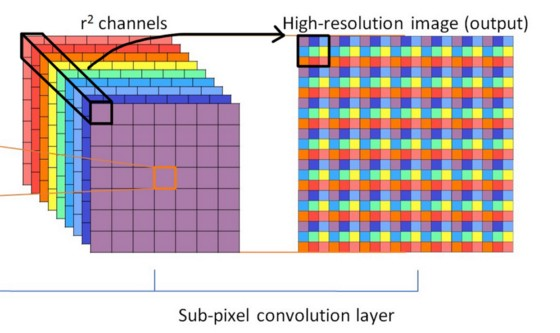 r² channels
High-resolution image (output)
Sub-pixel convolution layer